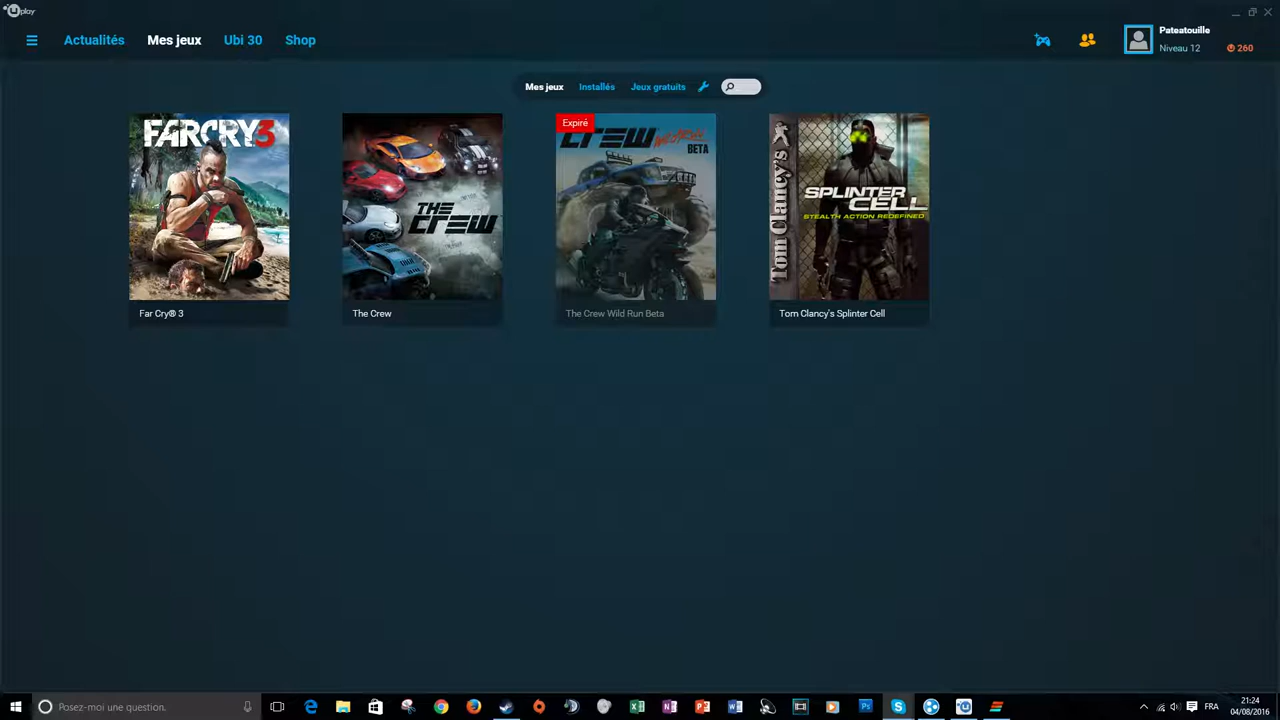 uplay
Actualités Mes jeux Ubi 30 Shop
Pateatouille
Niveau 12 260
Mes jeux Installés Jeux gratuits
FARCRY3
Far Cry® 3
THE CREW
The Crew
Expiré
CREW WILD RUN
BETA
The Crew Wild Run Beta
Tom Clancy's
SPLINTER CELL
STEALTH ACTION REDEFINED
Tom Clancy's Splinter Cell
Posez-moi une question.
FRA
21:24
04/08/2016